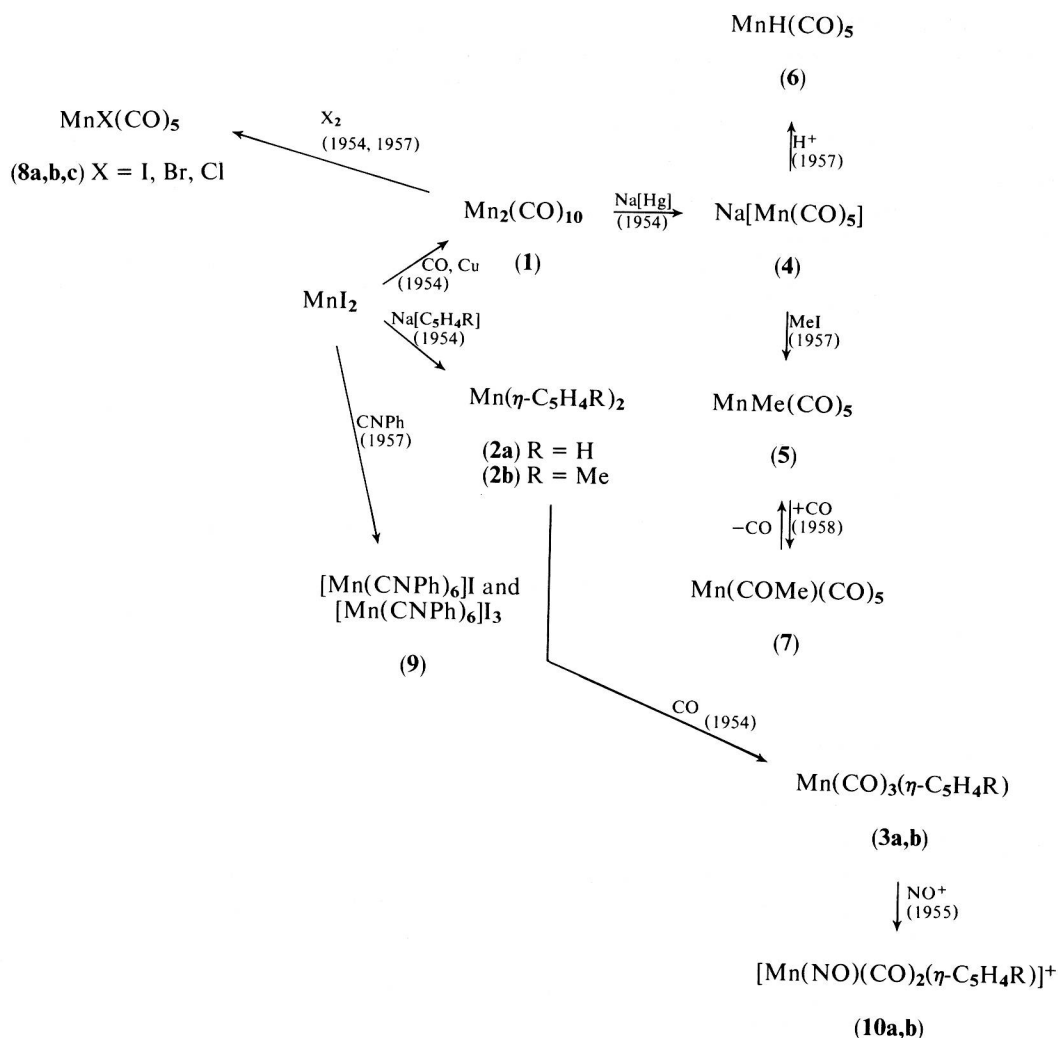 MnH(CO)₅
(6)
MnX(CO)₅
(8a,b,c) X = I, Br, Cl
X₂
(1954, 1957)
H⁺
(1957)
Mn₂(CO)₁₀
(1)
Na[Hg]
(1954)
Na[Mn(CO)₅]
(4)
CO, Cu
(1954)
MnI₂
Na[C₅H₄R]
(1954)
MeI
(1957)
Mn(η-C₅H₄R)₂
(2a) R = H
(2b) R = Me
MnMe(CO)₅
(5)
CNPh
(1957)
−CO
+CO
(1958)
[Mn(CNPh)₆]I and
[Mn(CNPh)₆]I₃
(9)
Mn(COMe)(CO)₅
(7)
CO
(1954)
Mn(CO)₃(η-C₅H₄R)
(3a,b)
NO⁺
(1955)
[Mn(NO)(CO)₂(η-C₅H₄R)]⁺
(10a,b)